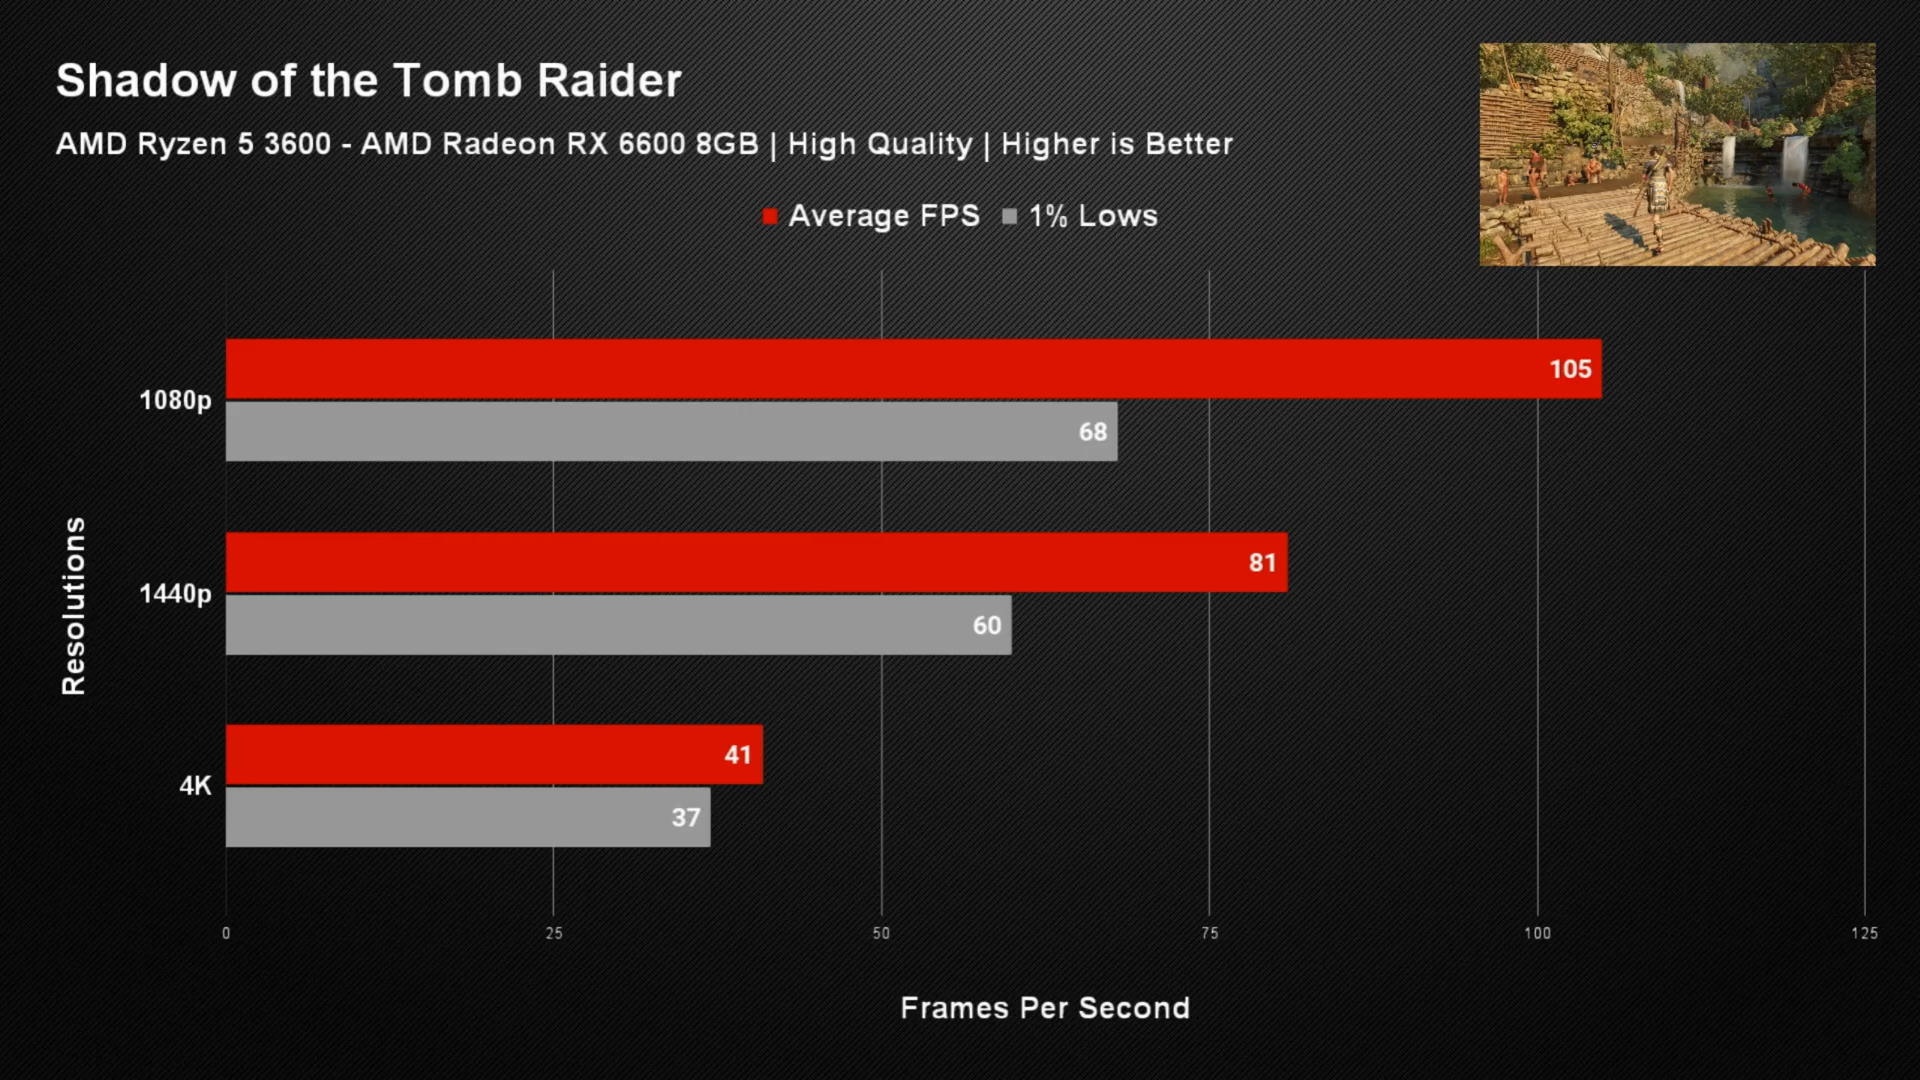 Shadow of the Tomb Raider
AMD Ryzen 5 3600 - AMD Radeon RX 6600 8GB | High Quality | Higher is Better
Average FPS 1% Lows
105
1080p
68
81
1440p
60
Resolutions
41
4K
37
0 25 50 75 100 125
Frames Per Second